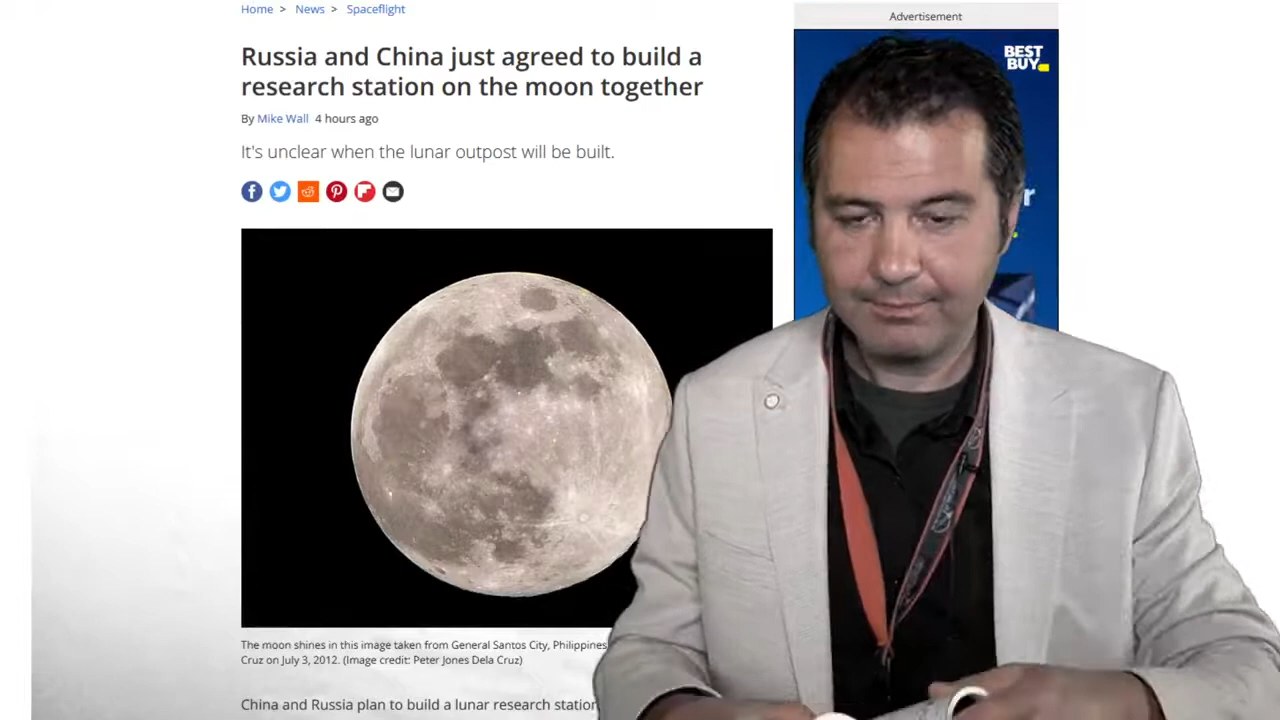 Home > News > Spaceflight
Advertisement
Russia and China just agreed to build a
research station on the moon together
By Mike Wall 4 hours ago
It's unclear when the lunar outpost will be built.
BEST
BUY
r
The moon shines in this image taken from General Santos City, Philippines
Cruz on July 3, 2012. (Image credit: Peter Jones Dela Cruz)
China and Russia plan to build a lunar research station